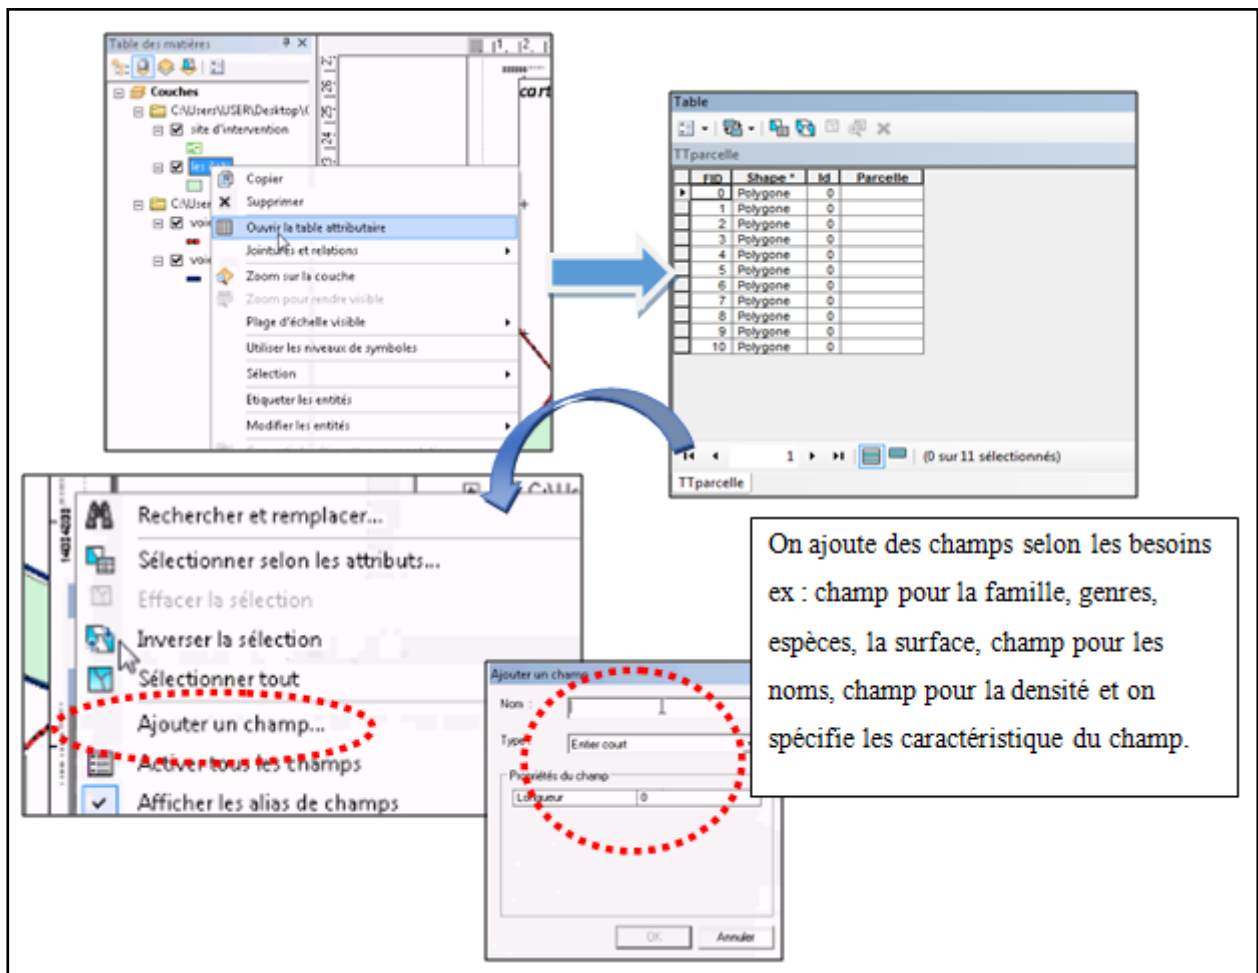 Table des matières
Couches
C:\Users\USER\Desktop\(
site d'intervention
Copier
Supprimer
Ouvrir la table attributaire
Jointures et relations
Zoom sur la couche
Zoom pour rendre visible
Plage d'échelle visible
Utiliser les niveaux de symboles
Sélection
Etiqueter les entités
Modifier les entités
cart
Table
TTparcelle
FID Shape * Id Parcelle
0 Polygone 0
1 Polygone 0
2 Polygone 0
3 Polygone 0
4 Polygone 0
5 Polygone 0
6 Polygone 0
7 Polygone 0
8 Polygone 0
9 Polygone 0
10 Polygone 0
1 (0 sur 11 sélectionnés)
TTparcelle
Rechercher et remplacer...
Sélectionner selon les attributs...
Effacer la sélection
Inverser la sélection
Sélectionner tout
Ajouter un champ...
Activer tous les champs
Afficher les alias de champs
Ajouter un champ
Nom :
Type :
Entier court
Propriétés du champ
Longueur 0
OK Annuler
On ajoute des champs selon les besoins
ex : champ pour la famille, genres,
espèces, la surface, champ pour les
noms, champ pour la densité et on
spécifie les caractéristique du champ.